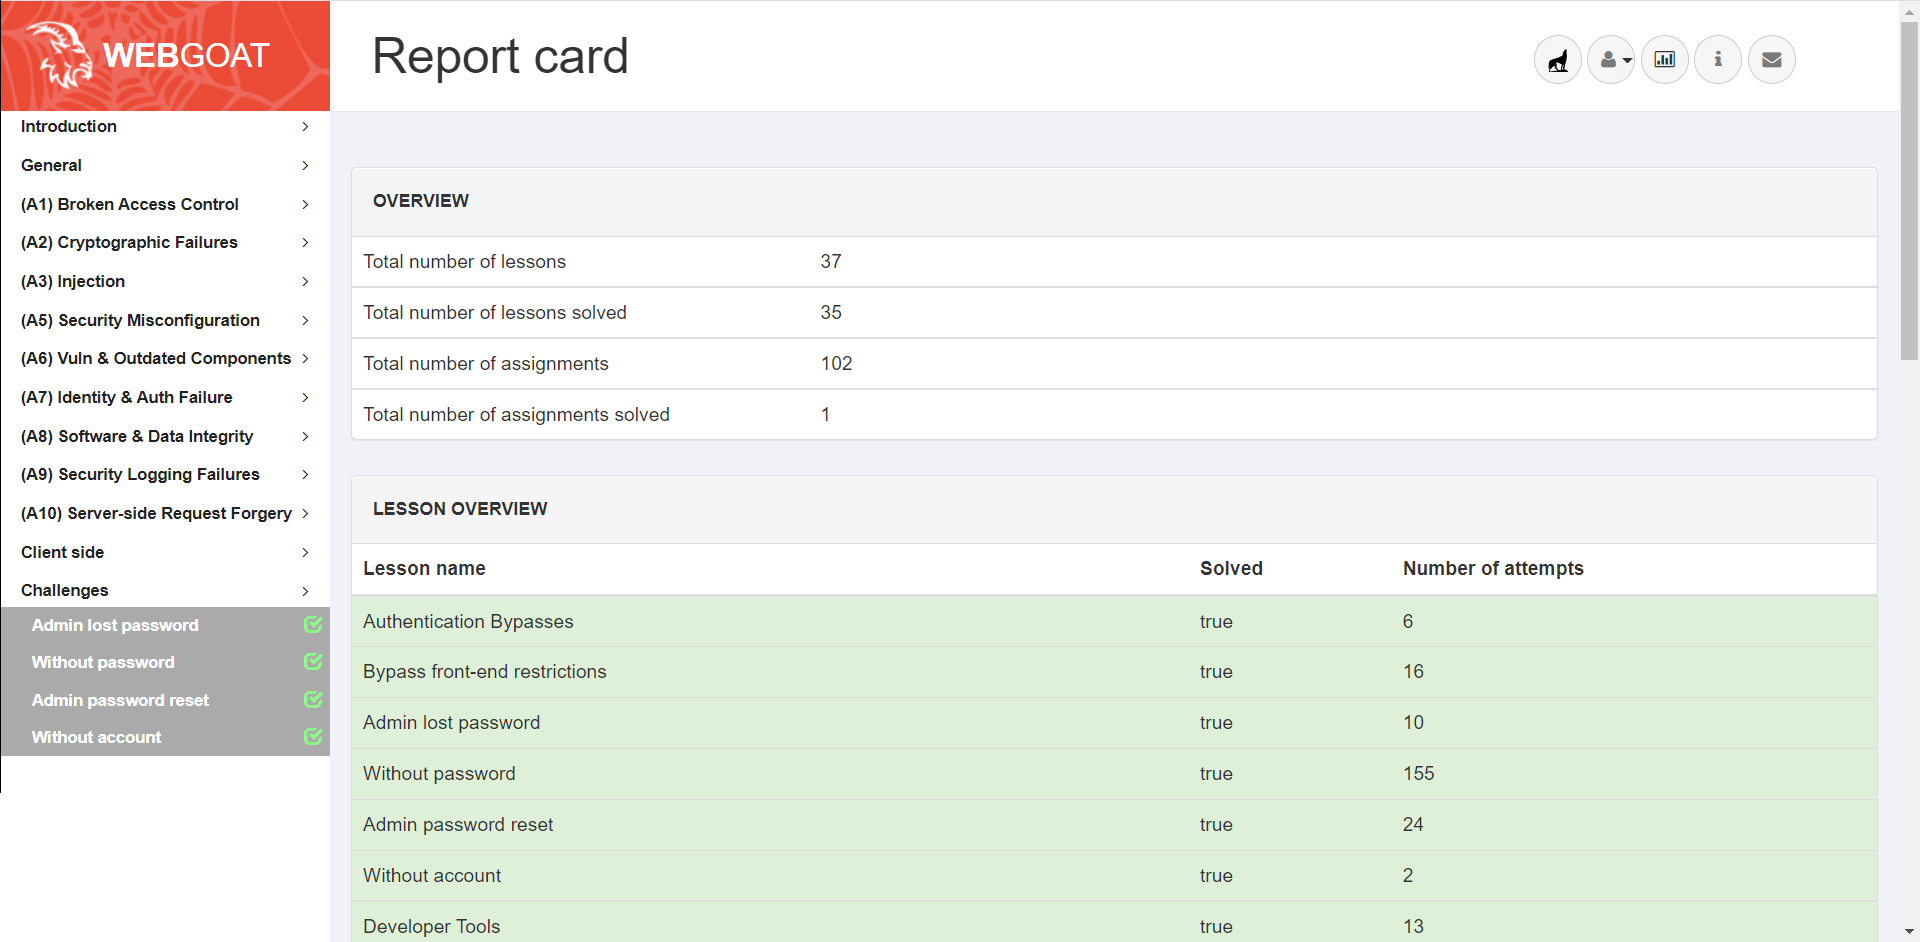 WEBGOAT
Report card
Introduction
General
(A1) Broken Access Control
(A2) Cryptographic Failures
(A3) Injection
(A5) Security Misconfiguration
(A6) Vuln & Outdated Components
(A7) Identity & Auth Failure
(A8) Software & Data Integrity
(A9) Security Logging Failures
(A10) Server-side Request Forgery
Client side
Challenges
Admin lost password
Without password
Admin password reset
Without account
OVERVIEW
Total number of lessons 37
Total number of lessons solved 35
Total number of assignments 102
Total number of assignments solved 1
LESSON OVERVIEW
Lesson name Solved Number of attempts
Authentication Bypasses true 6
Bypass front-end restrictions true 16
Admin lost password true 10
Without password true 155
Admin password reset true 24
Without account true 2
Developer Tools true 13